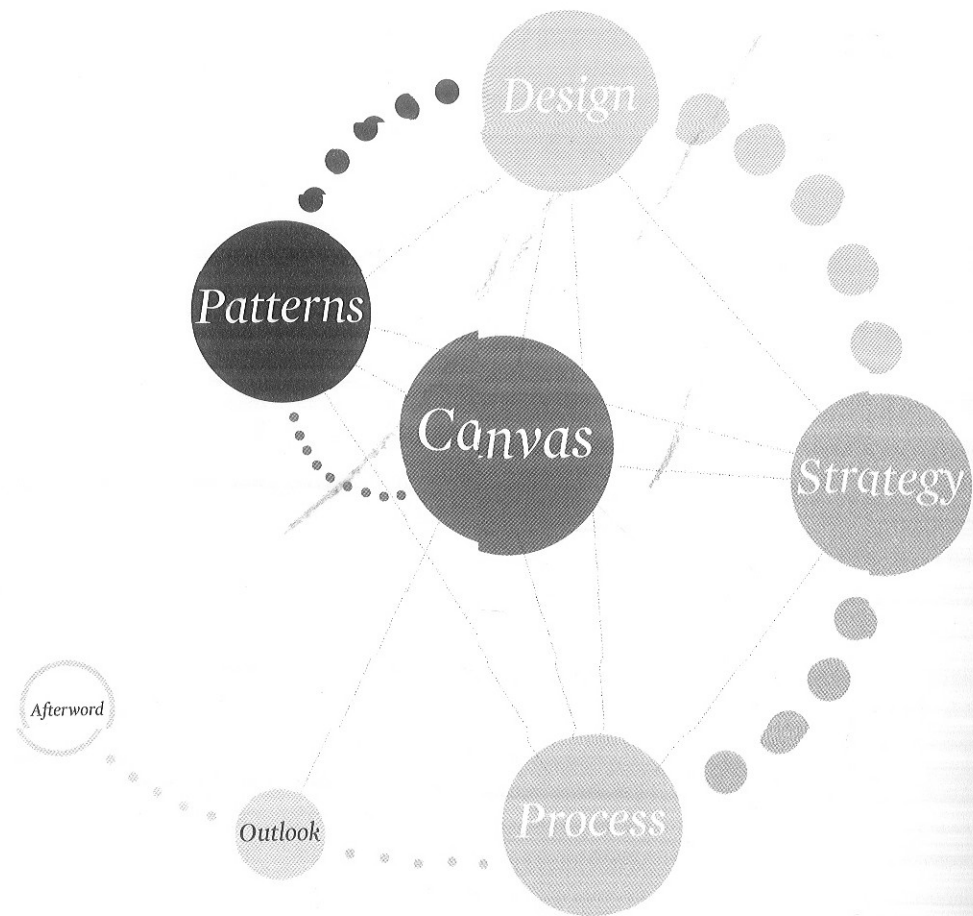 Design
Patterns
Canvas
Strategy
Afterword
Process
Outlook